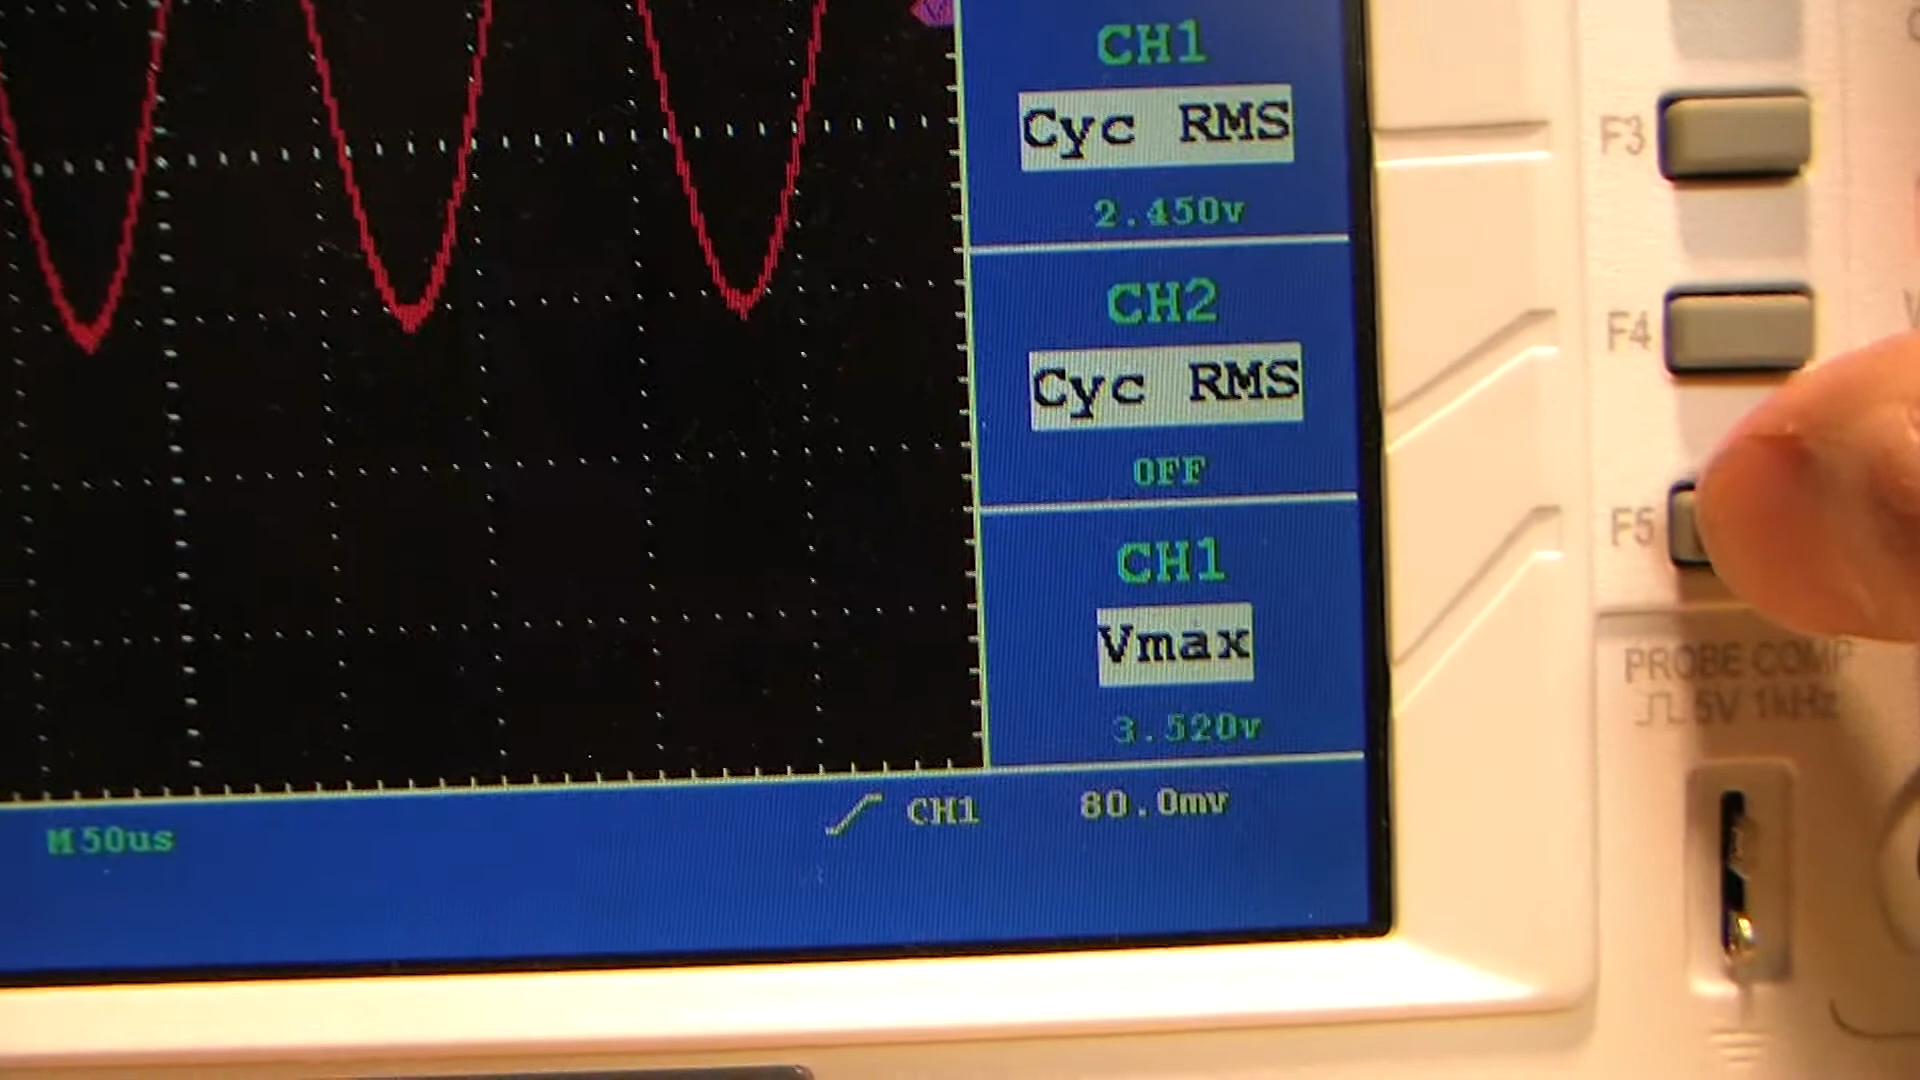 CH1
Cyc RMS
2.450v
CH2
Cyc RMS
OFF
CH1
Vmax
3.520v
M 50us
CH1 80.0mv
F3
F4
F5
PROBE COMP
5V 1kHz